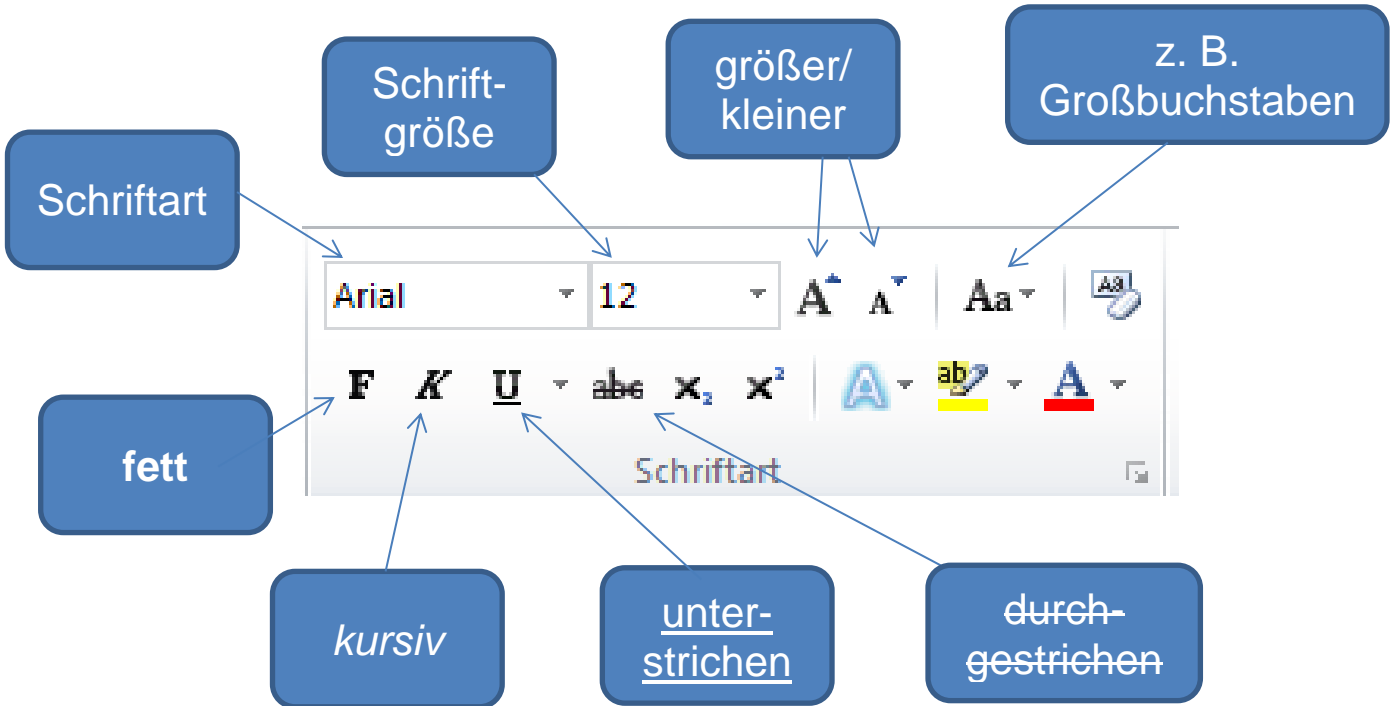 Schrift-
größe
größer/
kleiner
z. B.
Großbuchstaben
Schriftart
Arial
12
A
A
Aa
Aa
F
K
U
abc
x₂
x²
A
ab
A
Schriftart
fett
kursiv
unter-
strichen
durch-
gestrichen